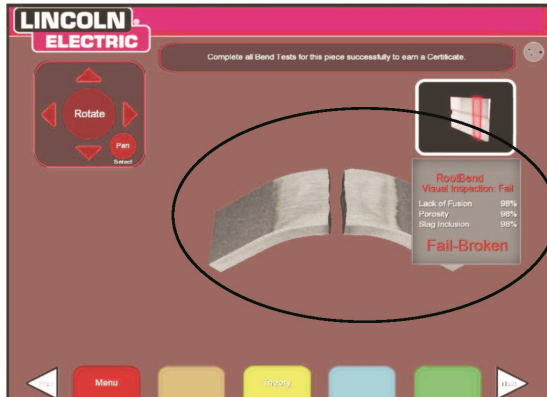 LINCOLN
ELECTRIC
Complete all Bend Tests for this piece successfully to earn a Certificate.
Rotate
Pan
Select
RootBend
Visual Inspection: Fail
Lack of Fusion 98%
Porosity 98%
Slag Inclusion 98%
Fail-Broken
Menu
Theory